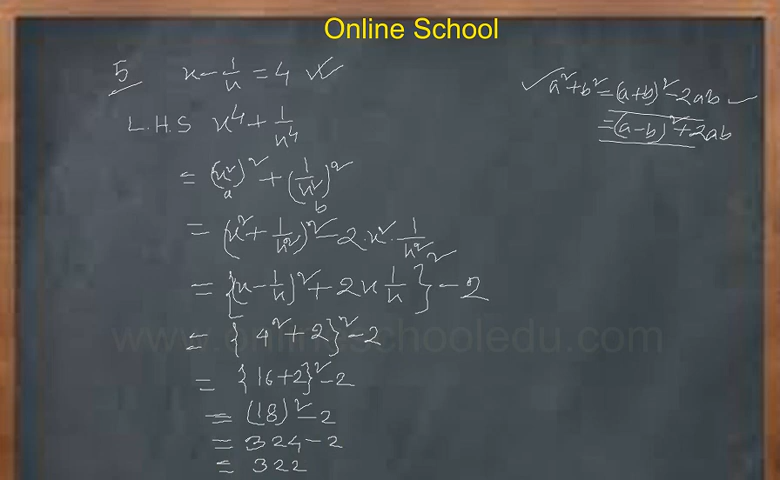 Online School
5 x - 1/x = 4
L.H.S x⁴ + 1/x⁴
= (x²)² + (1/x²)²
a b
= (x² + 1/x²)² - 2·x²·1/x²
= {(x - 1/x)² + 2x 1/x}² - 2
= {4² + 2}² - 2
= {16+2}² - 2
= (18)² - 2
= 324 - 2
= 322
a² + b² = (a+b)² - 2ab
= (a-b)² + 2ab
www.onlineschooledu.com